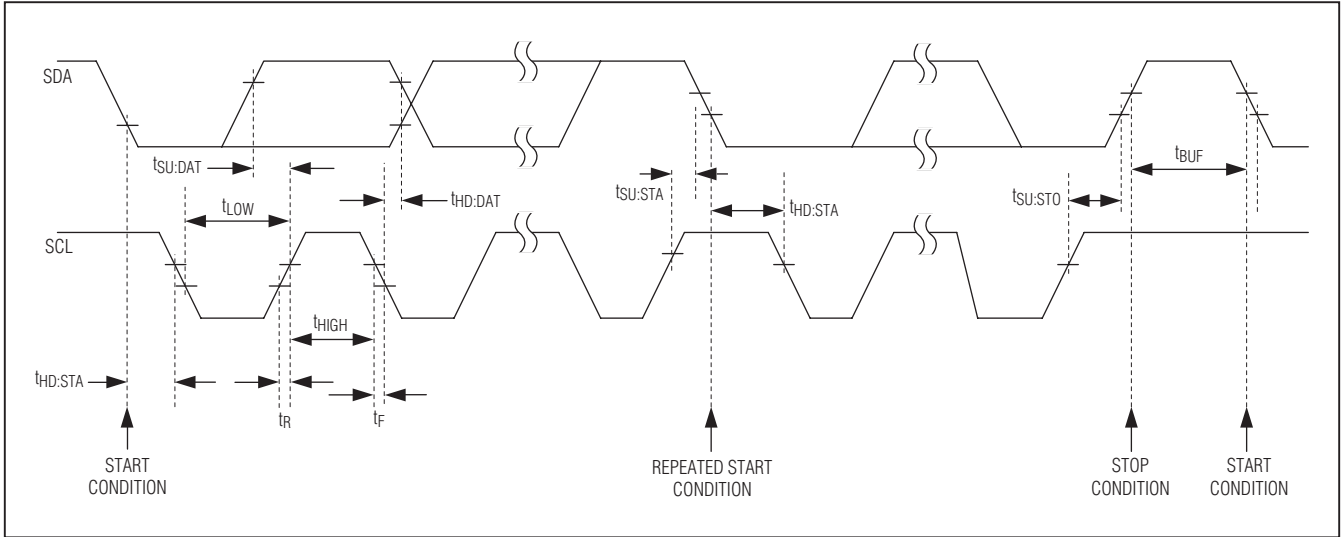 SDA
tSU:DAT
tLOW
tHD:DAT
tSU:STA
tHD:STA
tSU:STO
tBUF
SCL
tHIGH
tHD:STA
tR
tF
START
CONDITION
REPEATED START
CONDITION
STOP
CONDITION
START
CONDITION